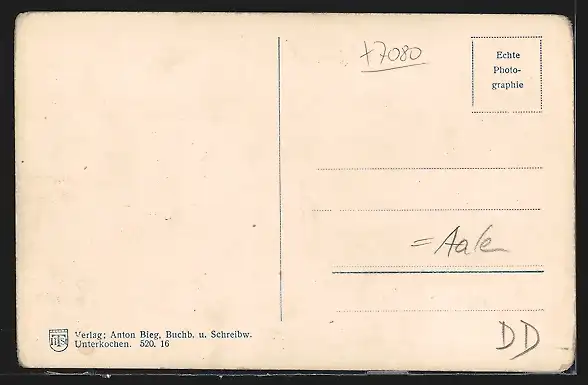 +7080
Echte
Photo-
graphie
= Aalen
DD
Verlag: Anton Bieg, Buchb. u. Schreibw.
Unterkochen. 520. 16